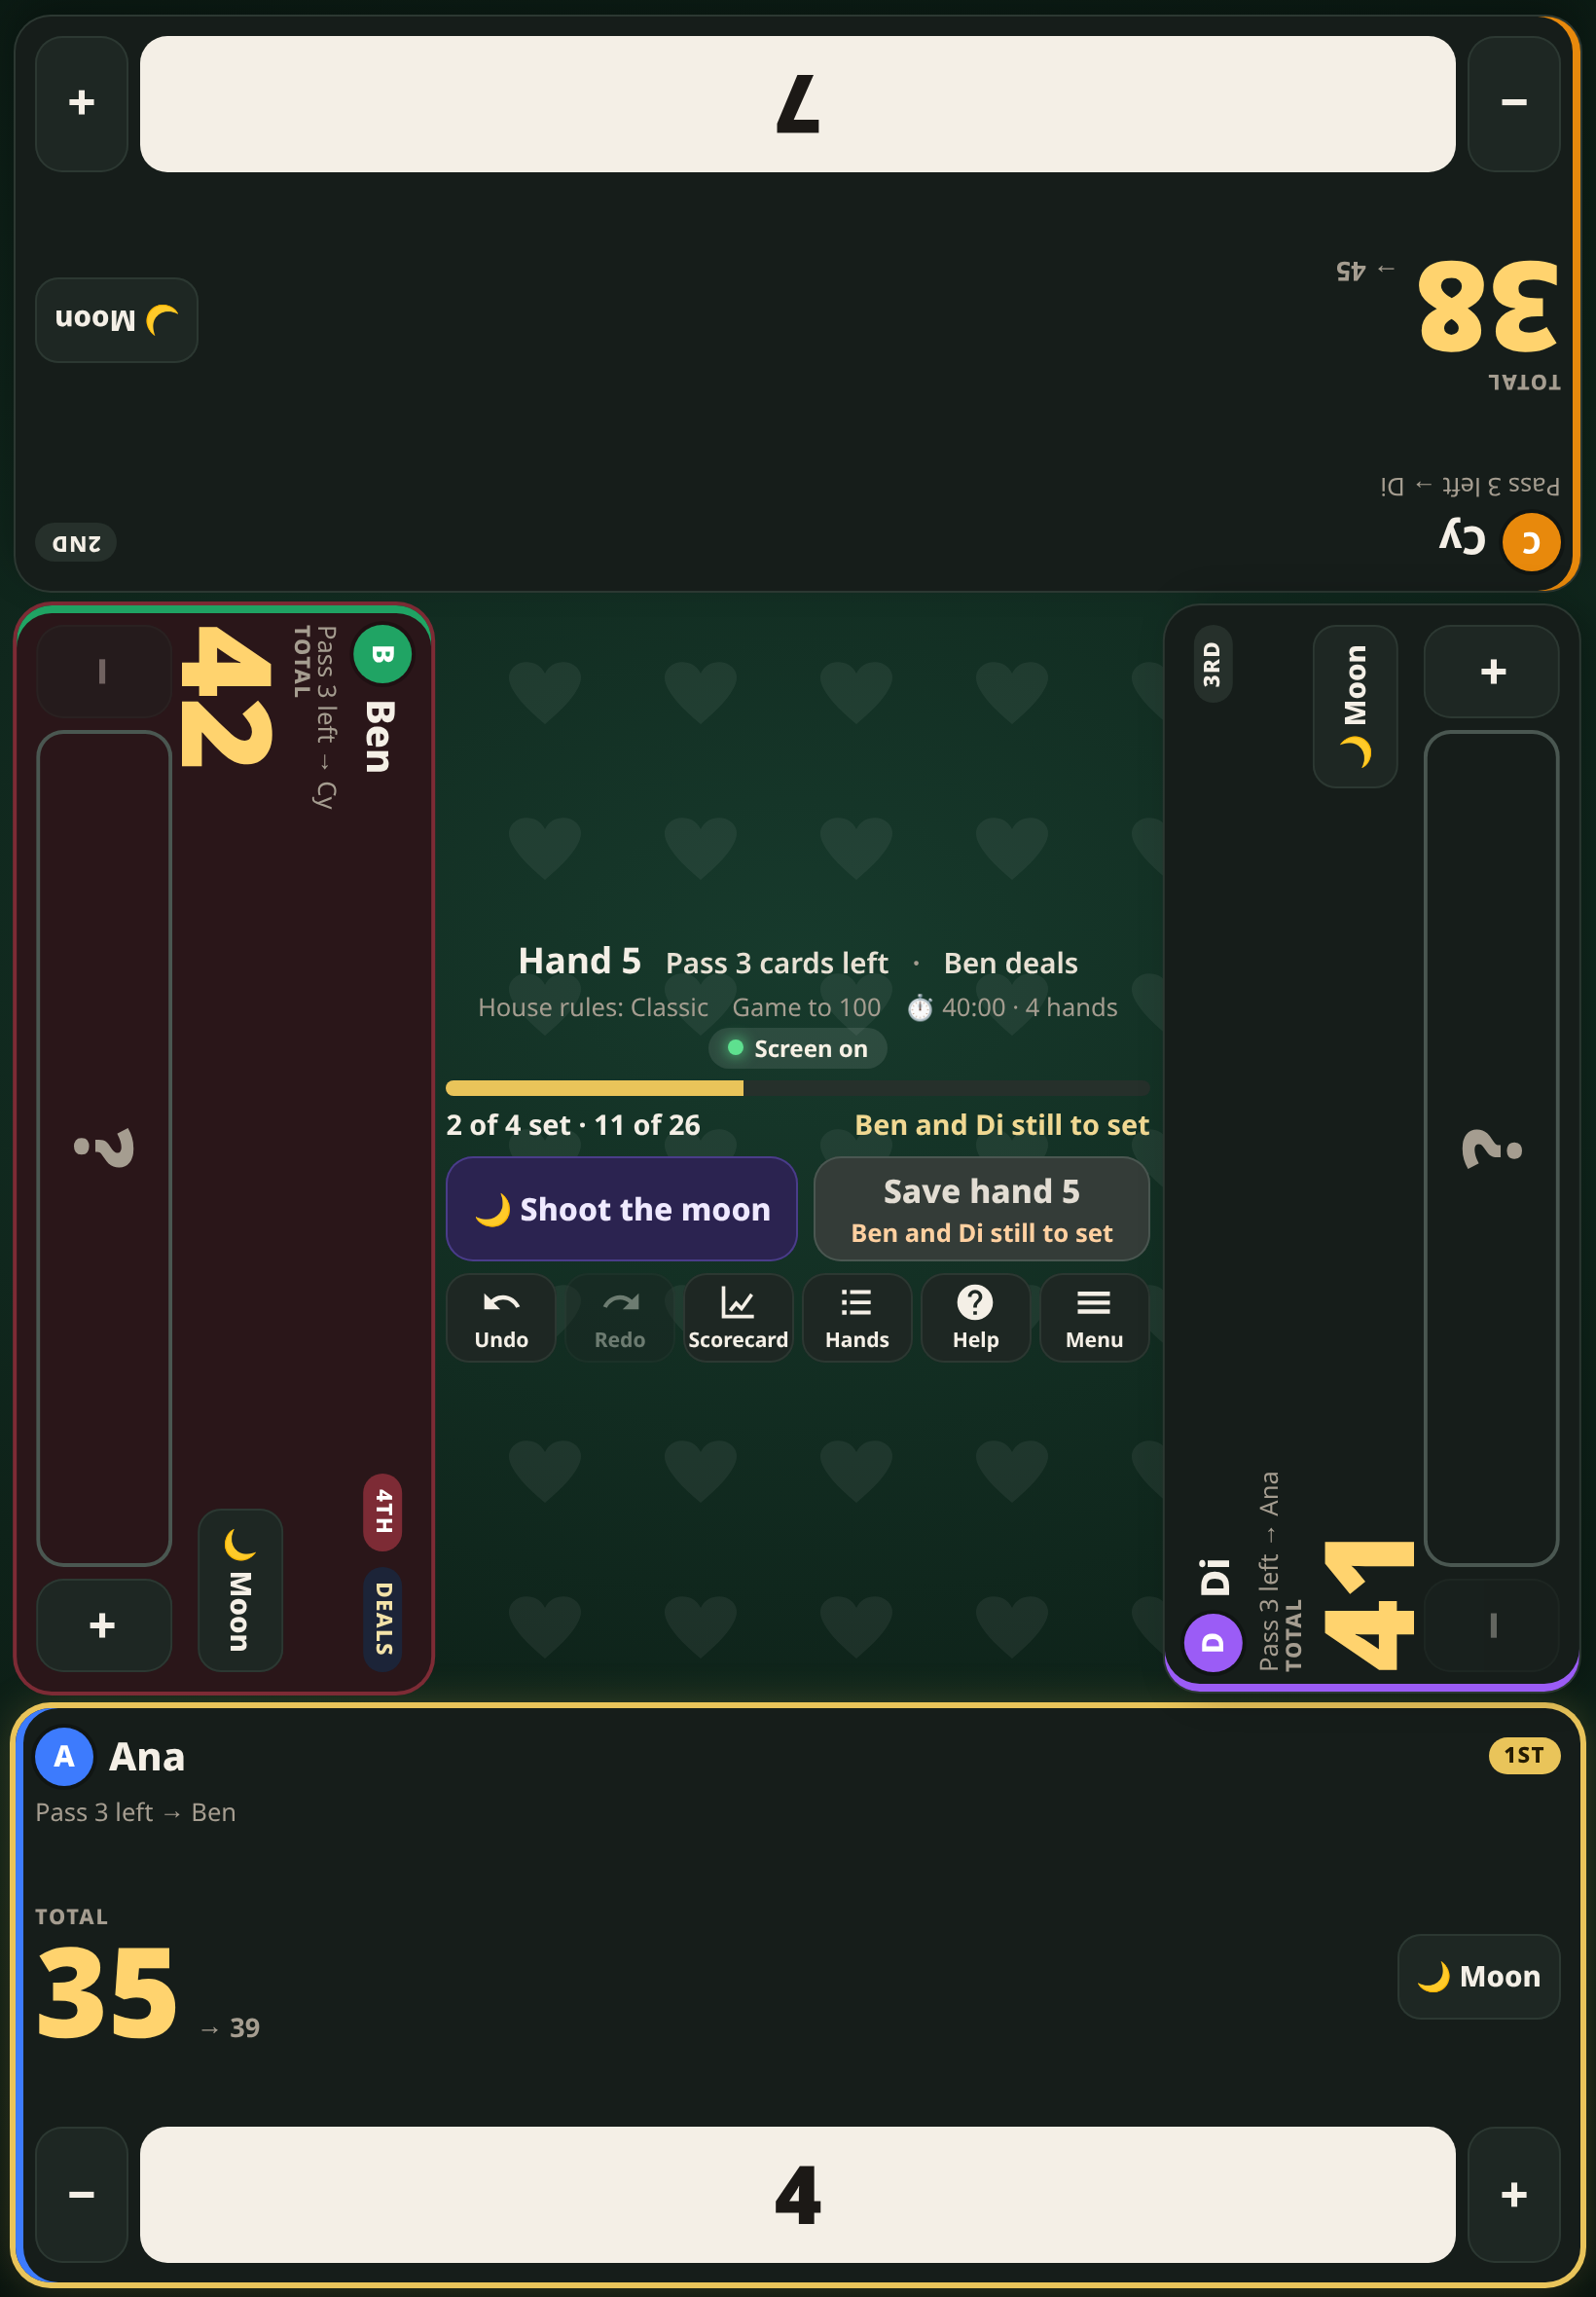 C Cy
2ND
Pass 3 left → Di
TOTAL
38 → 45
🌙 Moon
−
7
+
B Ben
4TH
DEALS
Pass 3 left → Cy
TOTAL
42
🌙 Moon
−
?
+
Hand 5 Pass 3 cards left · Ben deals
House rules: Classic Game to 100 ⏱ 40:00 · 4 hands
Screen on
2 of 4 set · 11 of 26
Ben and Di still to set
🌙 Shoot the moon
Save hand 5
Ben and Di still to set
Undo
Redo
Scorecard
Hands
Help
Menu
D Di
3RD
Pass 3 left → Ana
TOTAL
41
🌙 Moon
−
?
+
A Ana
1ST
Pass 3 left → Ben
TOTAL
35 → 39
🌙 Moon
−
4
+